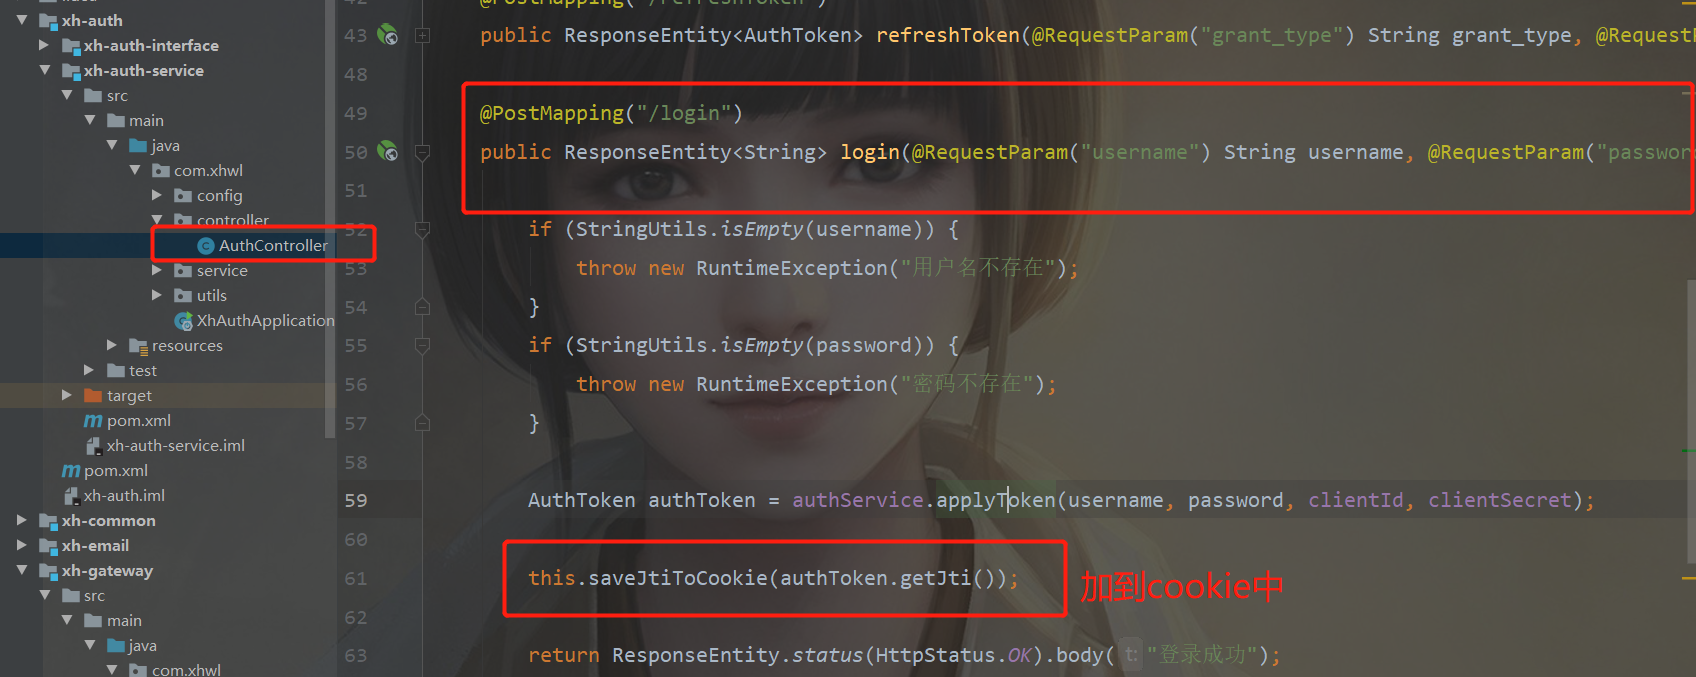 xh-auth
xh-auth-interface
xh-auth-service
src
main
java
com.xhwl
config
controller
AuthController
service
utils
XhAuthApplication
resources
test
target
pom.xml
xh-auth-service.iml
pom.xml
xh-auth.iml
xh-common
xh-email
xh-gateway
src
main
java
com.xhwl
42 @PostMapping("/refreshToken")
43 public ResponseEntity<AuthToken> refreshToken(@RequestParam("grant_type") String grant_type, @RequestP
48
49 @PostMapping("/login")
50 public ResponseEntity<String> login(@RequestParam("username") String username, @RequestParam("password
51
52 if (StringUtils.isEmpty(username)) {
53 throw new RuntimeException("用户名不存在");
54 }
55 if (StringUtils.isEmpty(password)) {
56 throw new RuntimeException("密码不存在");
57 }
58
59 AuthToken authToken = authService.applyToken(username, password, clientId, clientSecret);
60
61 this.saveJtiToCookie(authToken.getJti());
加到cookie中
62
63 return ResponseEntity.status(HttpStatus.OK).body( t: "登录成功");